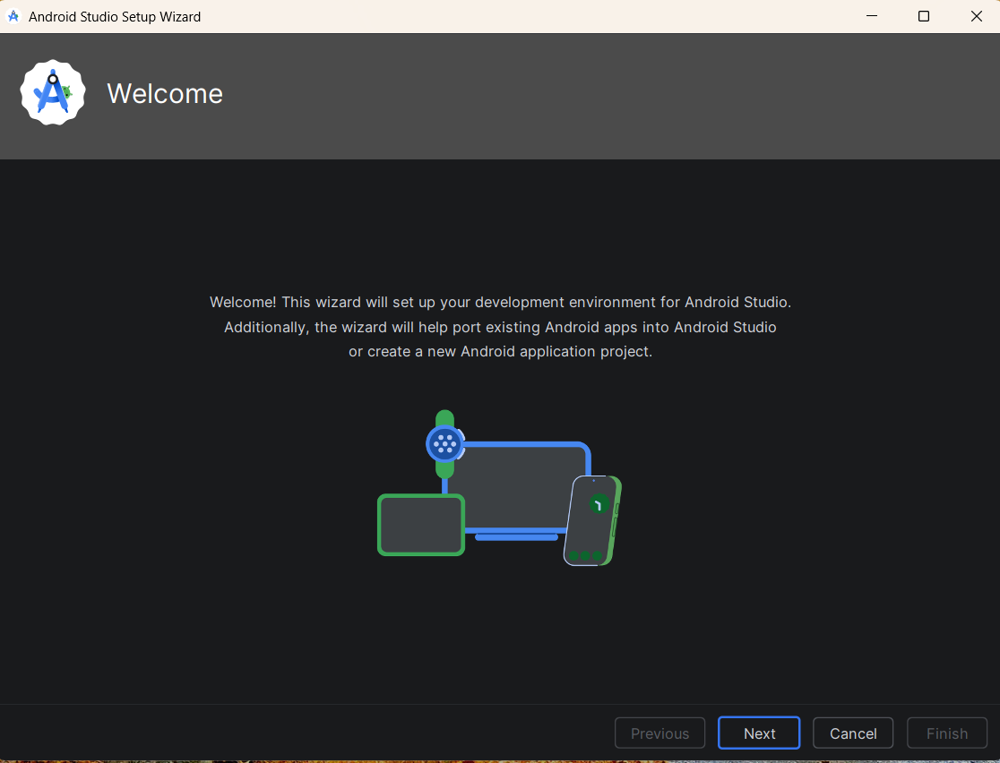 Android Studio Setup Wizard
Welcome
Welcome! This wizard will set up your development environment for Android Studio.
Additionally, the wizard will help port existing Android apps into Android Studio
or create a new Android application project.
Previous
Next
Cancel
Finish